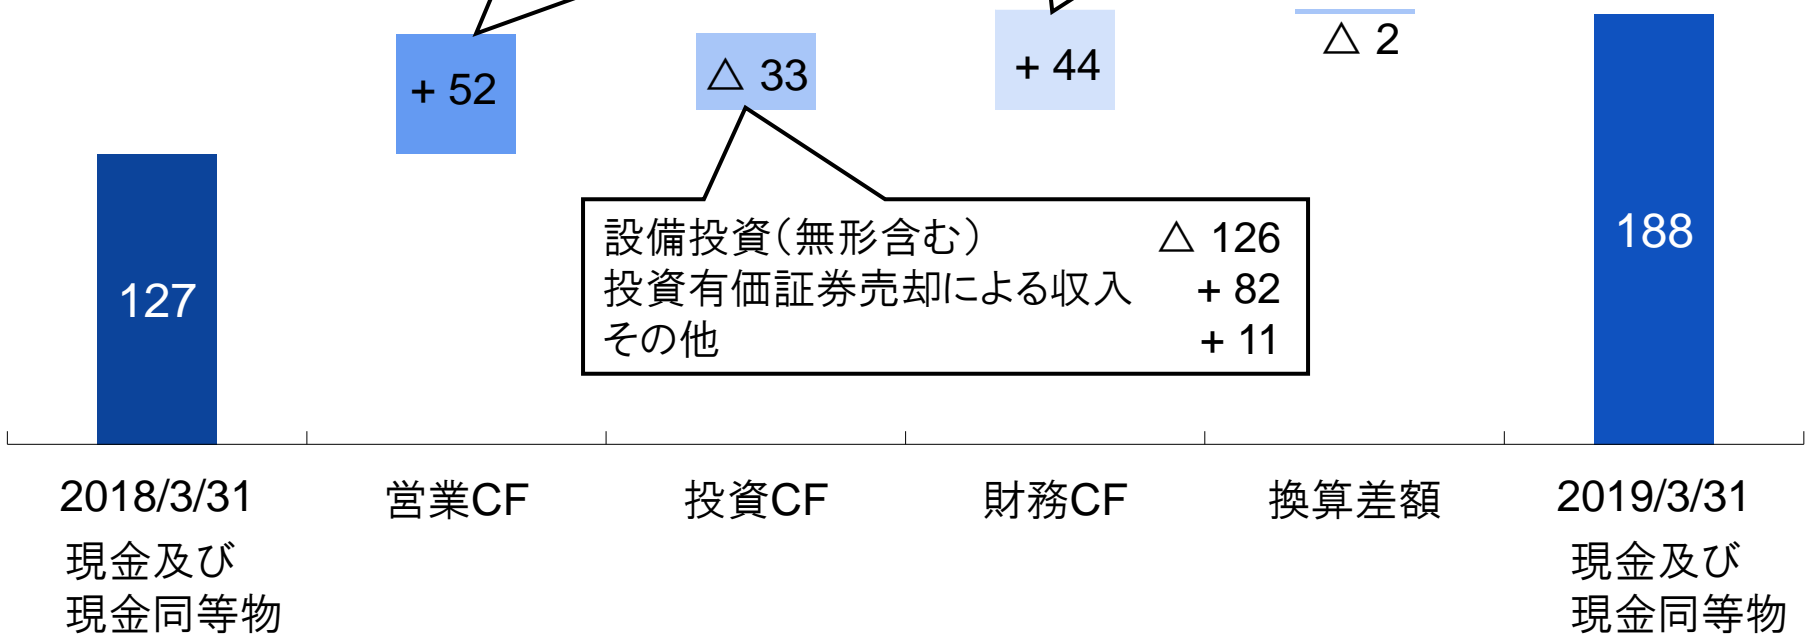 + 52
△ 33
+ 44
△ 2
127
188
設備投資（無形含む） △ 126
投資有価証券売却による収入 + 82
その他 + 11
2018/3/31
現金及び
現金同等物
営業CF
投資CF
財務CF
換算差額
2019/3/31
現金及び
現金同等物